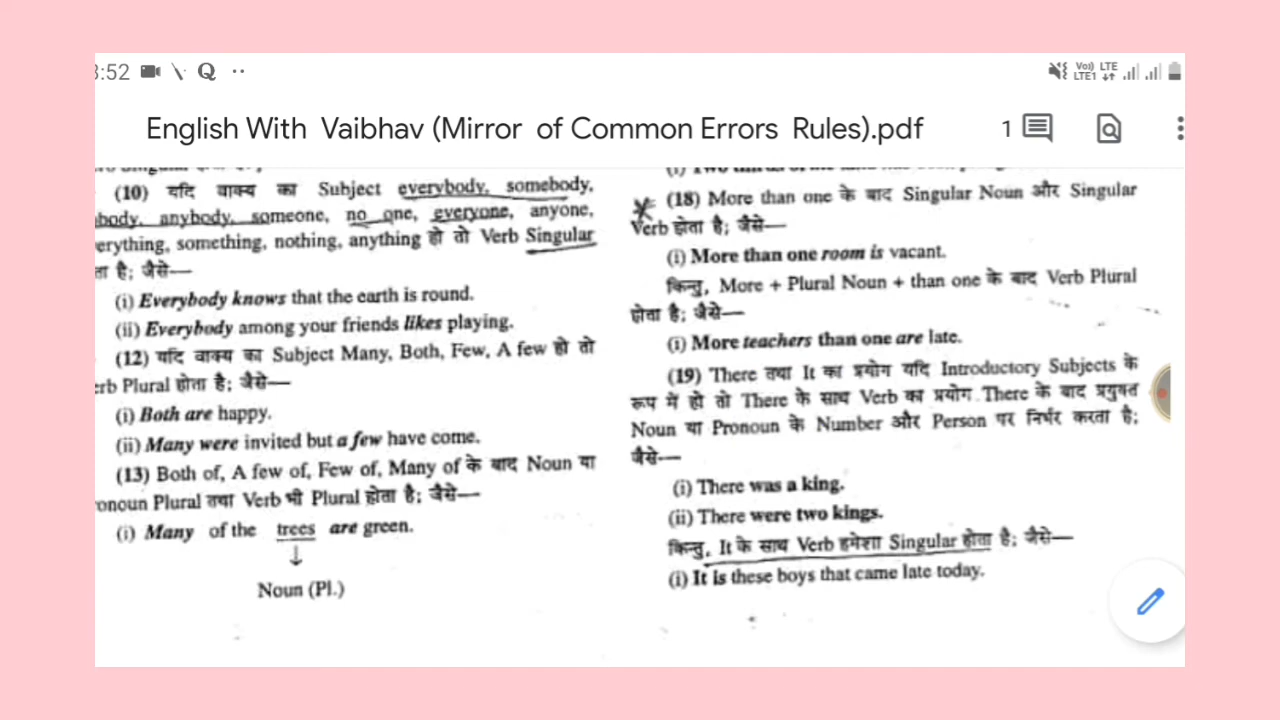 3:52
Vo) LTE
LTE1
English With Vaibhav (Mirror of Common Errors Rules).pdf
1
(10) यदि वाक्य का Subject everybody, somebody,
body, anybody, someone, no one, everyone, anyone,
erything, something, nothing, anything हो तो Verb Singular
ता है; जैसे—
(i) Everybody knows that the earth is round.
(ii) Everybody among your friends likes playing.
(12) यदि वाक्य का Subject Many, Both, Few, A few हो तो
erb Plural होता है; जैसे—
(i) Both are happy.
(ii) Many were invited but a few have come.
(13) Both of, A few of, Few of, Many of के बाद Noun या
onoun Plural तथा Verb भी Plural होता है; जैसे—
(i) Many of the trees are green.
↓
Noun (Pl.)
(18) More than one के बाद Singular Noun और Singular
Verb होता है; जैसे—
(i) More than one room is vacant.
किन्तु, More + Plural Noun + than one के बाद Verb Plural
होता है; जैसे—
(i) More teachers than one are late.
(19) There तथा It का प्रयोग यदि Introductory Subjects के
रूप में हो तो There के साथ Verb का प्रयोग There के बाद प्रयुक्त
Noun या Pronoun के Number और Person पर निर्भर करता है;
जैसे—
(i) There was a king.
(ii) There were two kings.
किन्तु, It के साथ Verb हमेशा Singular होता है; जैसे—
(i) It is these boys that came late today.